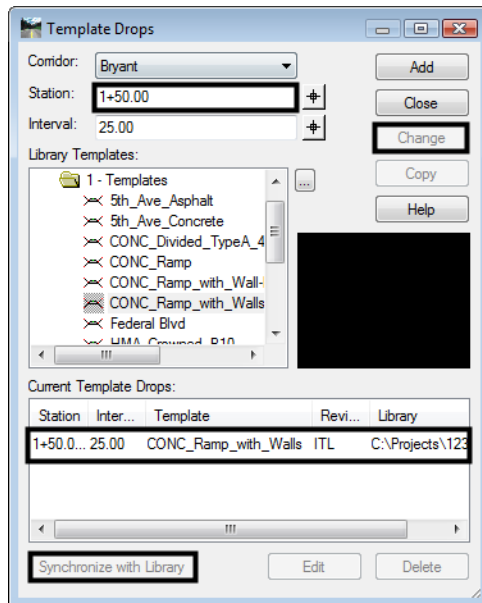 Template Drops
Corridor: Bryant Add
Station: 1+50.00 Close
Interval: 25.00 Change
Library Templates:
1 - Templates ... Copy
5th_Ave_Asphalt Help
5th_Ave_Concrete
CONC_Divided_TypeA_4
CONC_Ramp
CONC_Ramp_with_Wall-
CONC_Ramp_with_Walls
Federal Blvd
HMA_Crowned_R10
Current Template Drops:
Station Inter... Template Revi... Library
1+50.0... 25.00 CONC_Ramp_with_Walls ITL C:\Projects\123
Synchronize with Library Edit Delete